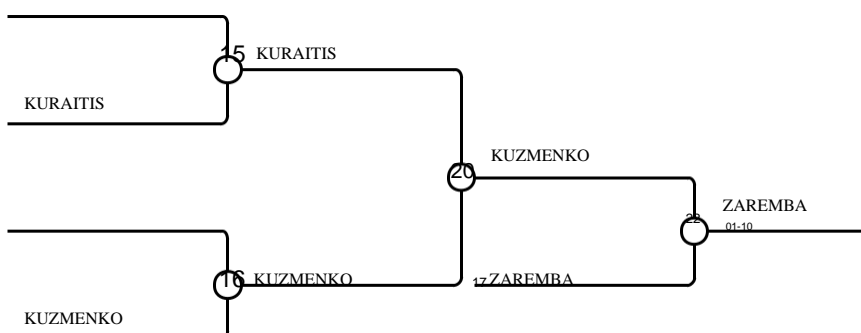 15 KURAITIS
KURAITIS
20 KUZMENKO
22 ZAREMBA
01-10
16 KUZMENKO
17 ZAREMBA
KUZMENKO